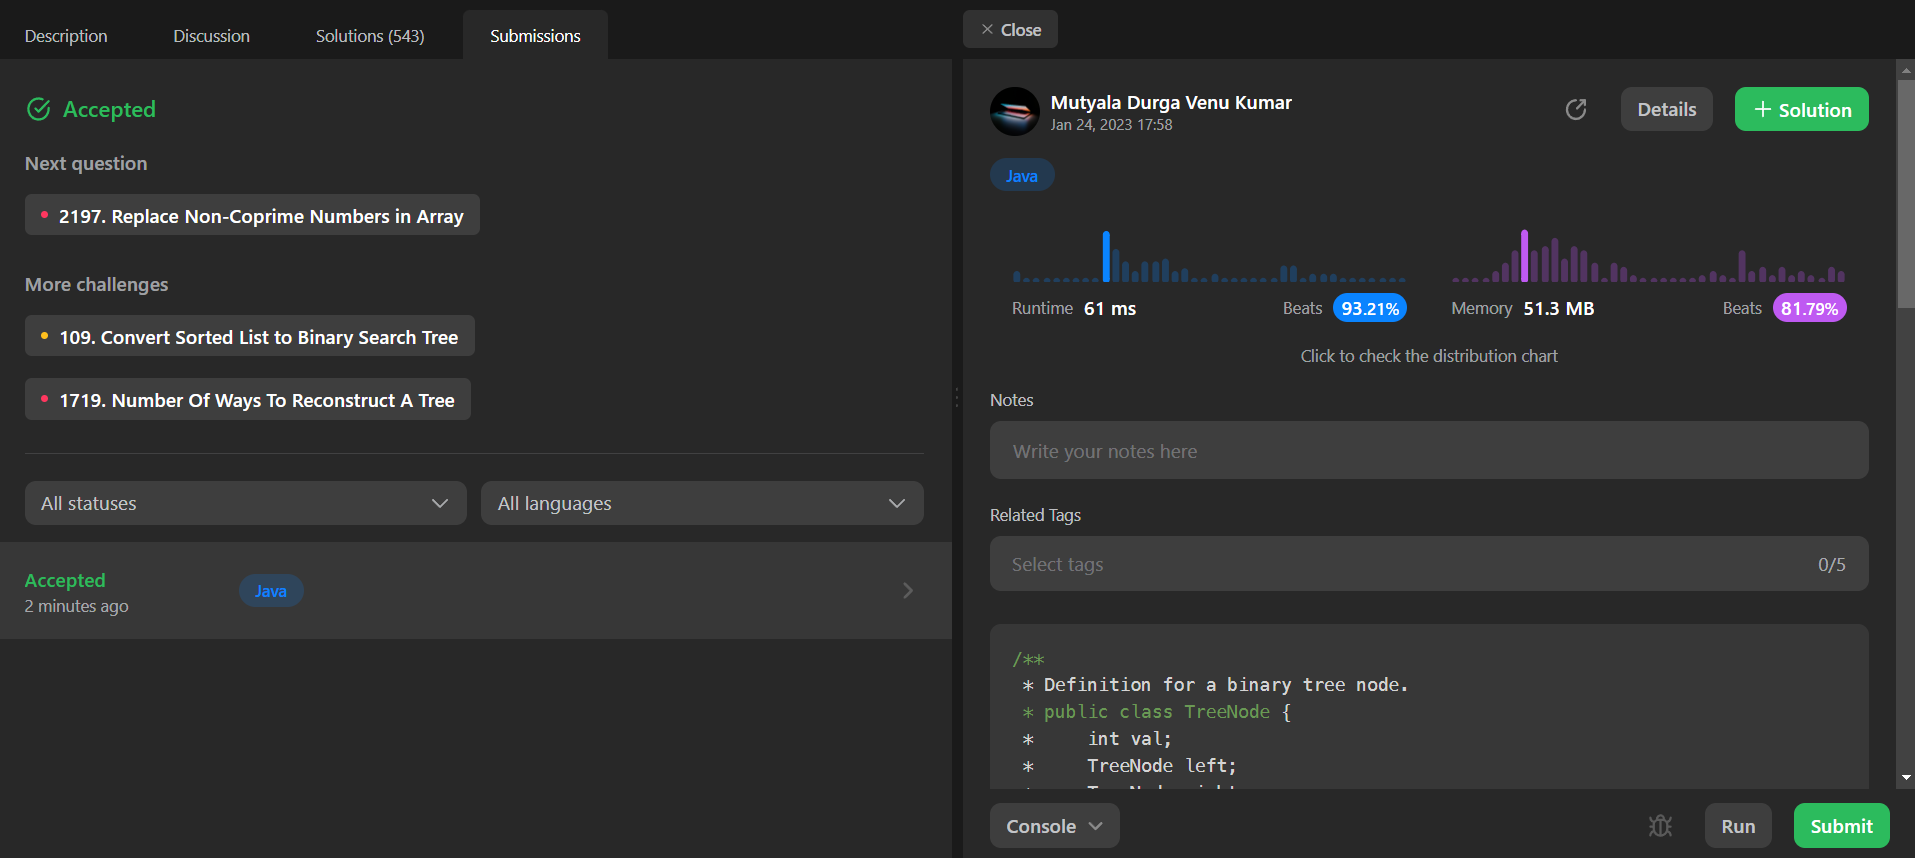 Description
Discussion
Solutions (543)
Submissions
Close
Accepted
Next question
2197. Replace Non-Coprime Numbers in Array
More challenges
109. Convert Sorted List to Binary Search Tree
1719. Number Of Ways To Reconstruct A Tree
All statuses
All languages
Accepted
2 minutes ago
Java
Mutyala Durga Venu Kumar
Jan 24, 2023 17:58
Details
+ Solution
Java
Runtime 61 ms
Beats 93.21%
Memory 51.3 MB
Beats 81.79%
Click to check the distribution chart
Notes
Write your notes here
Related Tags
Select tags
0/5
/**
* Definition for a binary tree node.
* public class TreeNode {
*     int val;
*     TreeNode left;
Console
Run
Submit